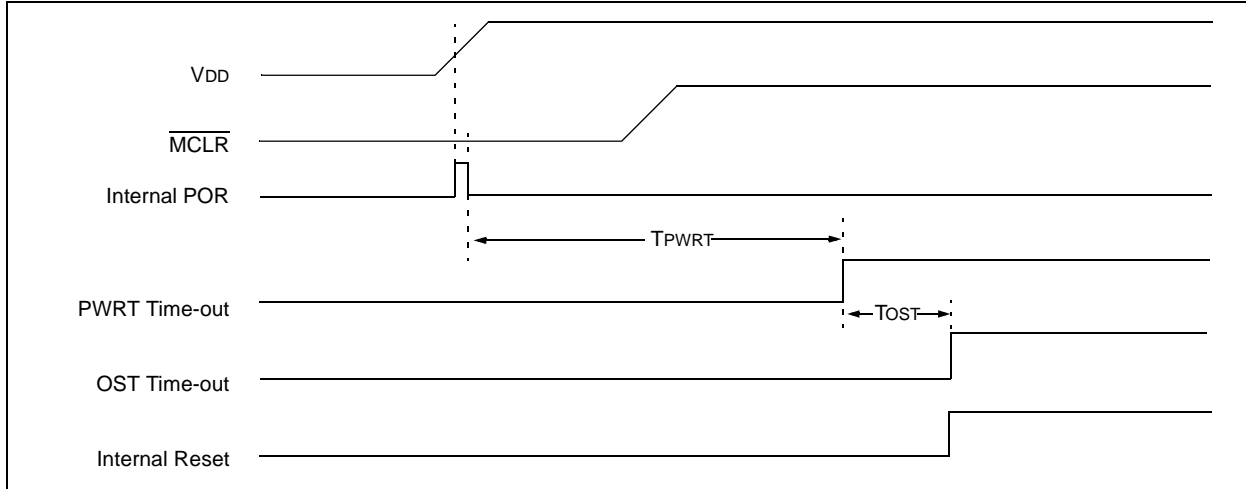 VDD
MCLR
Internal POR
TPWRT
PWRT Time-out
TOST
OST Time-out
Internal Reset